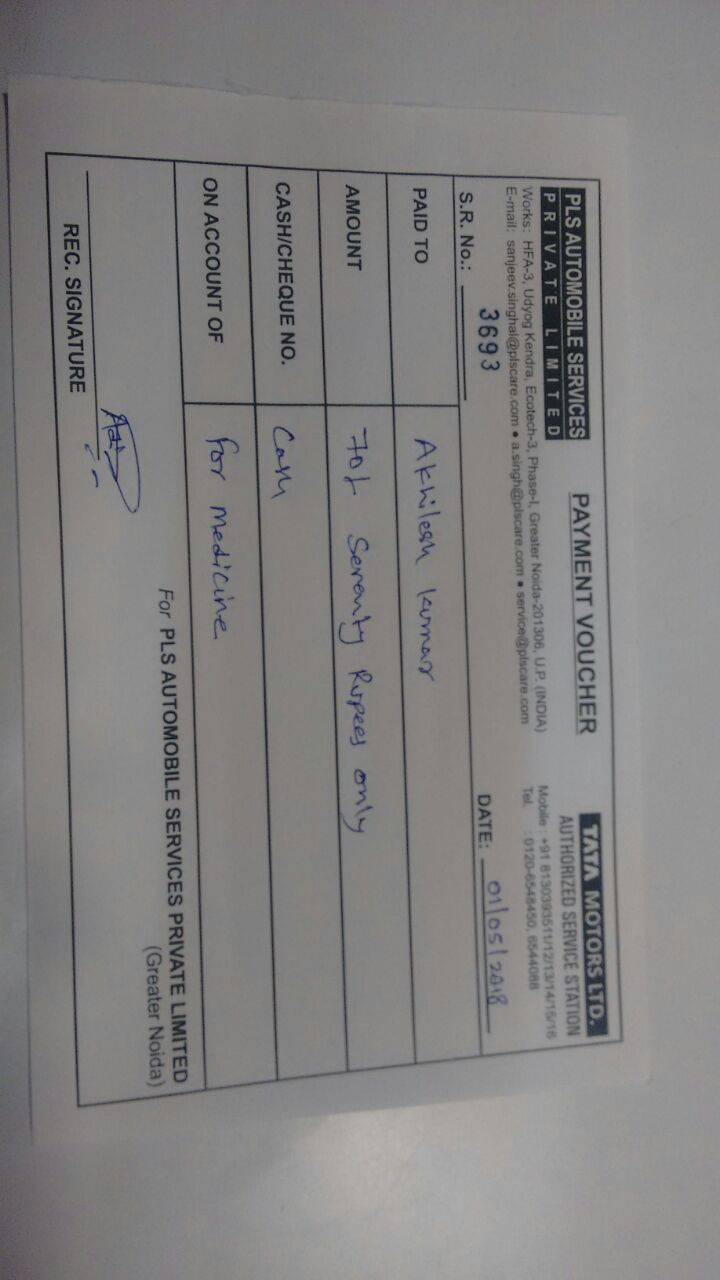 PLS AUTOMOBILE SERVICES
PRIVATE LIMITED
PAYMENT VOUCHER
TATA MOTORS LTD.
AUTHORIZED SERVICE STATION
Works : HFA-3, Udyog Kendra, Ecotech-3, Phase-I, Greater Noida-201306, U.P. (INDIA)
Mobile : +91 8130393511/12/13/14/15/16
E-mail: sanjeev.singhal@plscare.com • a.singh@plscare.com • service@plscare.com
Tel. : 0120-6548450, 6544088
S.R. No.: 3693
DATE: 01/05/2018
PAID TO Akhilesh Kumar
AMOUNT Seventy Rupees only
CASH/CHEQUE NO. Cash
ON ACCOUNT OF for medicine
For PLS AUTOMOBILE SERVICES PRIVATE LIMITED
(Greater Noida)
REC. SIGNATURE